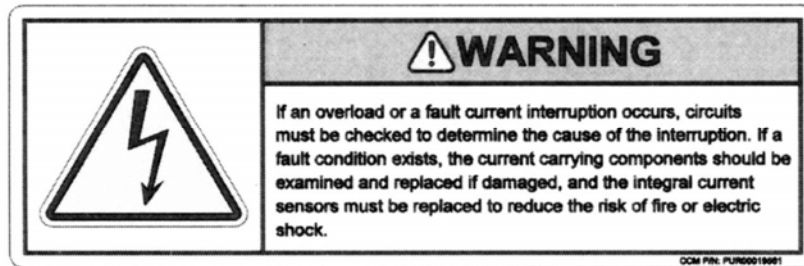 WARNING
If an overload or a fault current interruption occurs, circuits
must be checked to determine the cause of the interruption. If a
fault condition exists, the current carrying components should be
examined and replaced if damaged, and the integral current
sensors must be replaced to reduce the risk of fire or electric
shock.
CCM P/N: